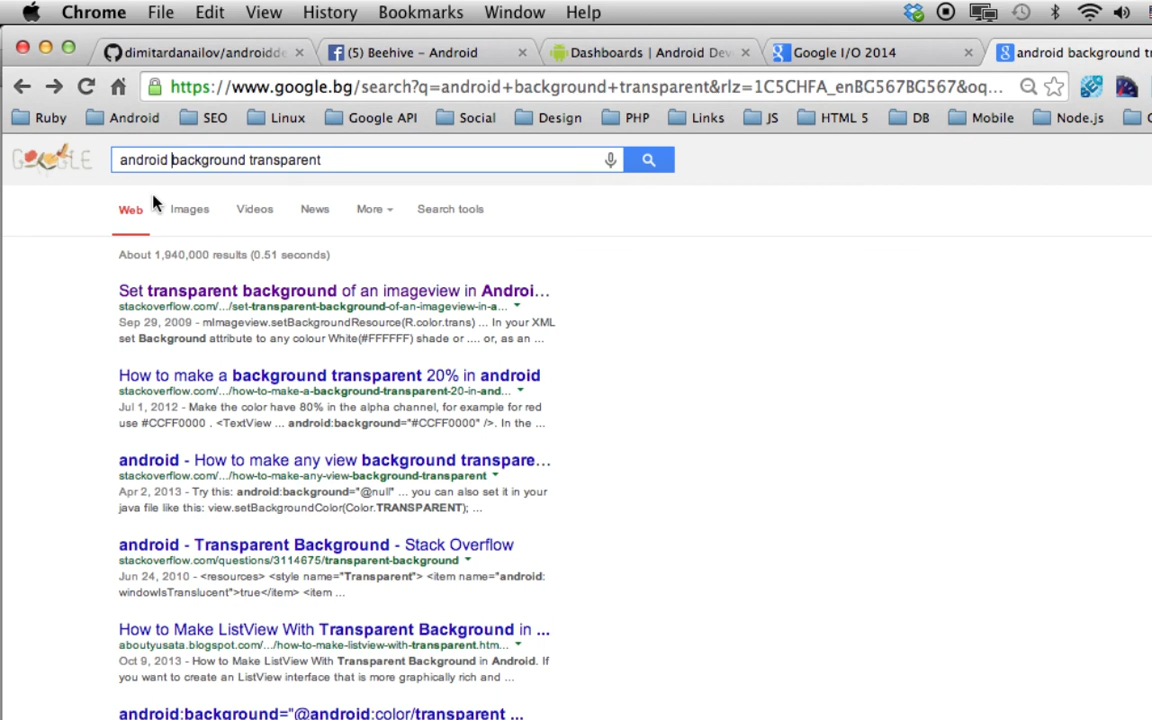 Chrome File Edit View History Bookmarks Window Help
dimitardanailov/androidde × (5) Beehive – Android × Dashboards | Android Dev × Google I/O 2014 × android background tr
https://www.google.bg/search?q=android+background+transparent&rlz=1C5CHFA_enBG567BG567&oq...
Ruby Android SEO Linux Google API Social Design PHP Links JS HTML 5 DB Mobile Node.js
android background transparent
Web Images Videos News More Search tools
About 1,940,000 results (0.51 seconds)
Set transparent background of an imageview in Androi...
stackoverflow.com/.../set-transparent-background-of-an-imageview-in-a...
Sep 29, 2009 - mImageview.setBackgroundResource(R.color.trans) ... In your XML
set Background attribute to any colour White(#FFFFFF) shade or .... or, as an ...
How to make a background transparent 20% in android
stackoverflow.com/.../how-to-make-a-background-transparent-20-in-and...
Jul 1, 2012 - Make the color have 80% in the alpha channel, for example for red
use #CCFF0000 . <TextView ... android:background="#CCFF0000" />. In the ...
android - How to make any view background transpare...
stackoverflow.com/.../how-to-make-any-view-background-transparent
Apr 2, 2013 - Try this: android:background="@null" ... you can also set it in your
java file like this: view.setBackgroundColor(Color.TRANSPARENT); ...
android - Transparent Background - Stack Overflow
stackoverflow.com/questions/3114675/transparent-background
Jun 24, 2010 - <resources> <style name="Transparent"> <item name="android:
windowIsTranslucent">true</item> <item ...
How to Make ListView With Transparent Background in ...
aboutyusata.blogspot.com/.../how-to-make-listview-with-transparent.htm...
Oct 9, 2013 - How to Make ListView With Transparent Background in Android. If
you want to create an ListView interface that is more graphically rich and ...
android:background="@android:color/transparent ...